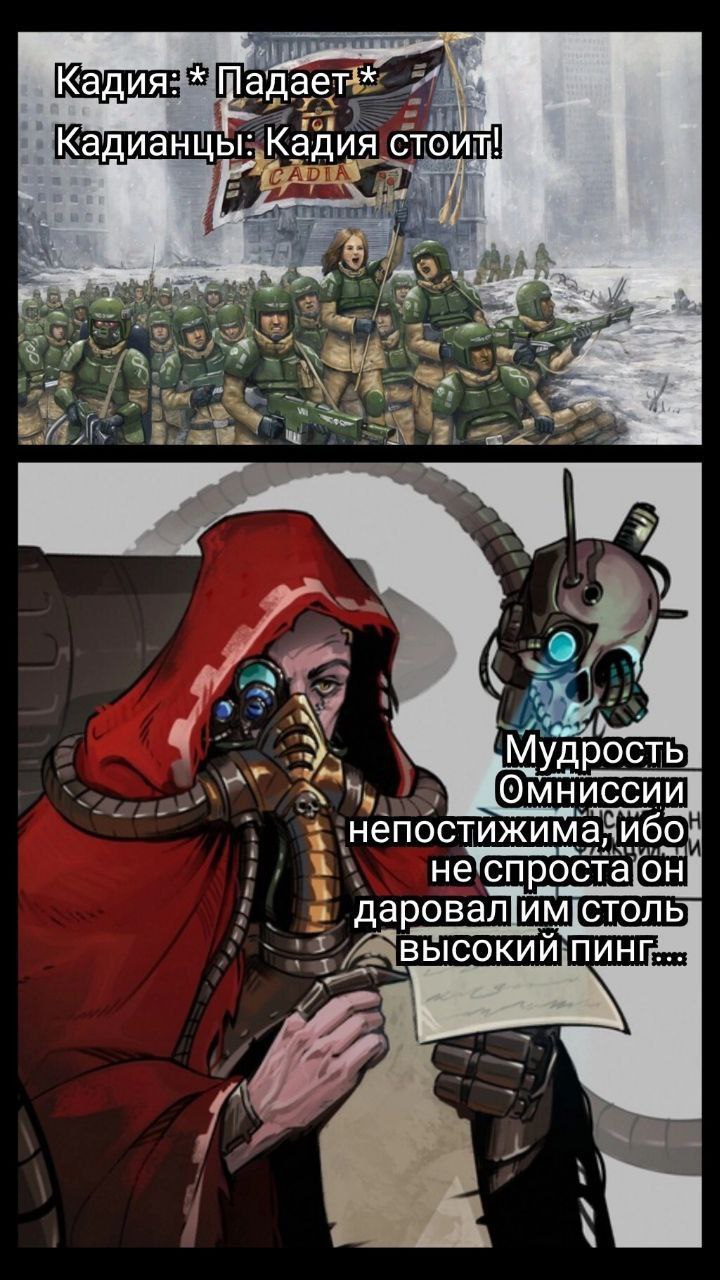 Кадия: * Падает *
Кадианцы: Кадия стоит!
CADIA
Мудрость
Омниссии
непостижима, ибо
не спроста он
даровал им столь
высокий пинг....